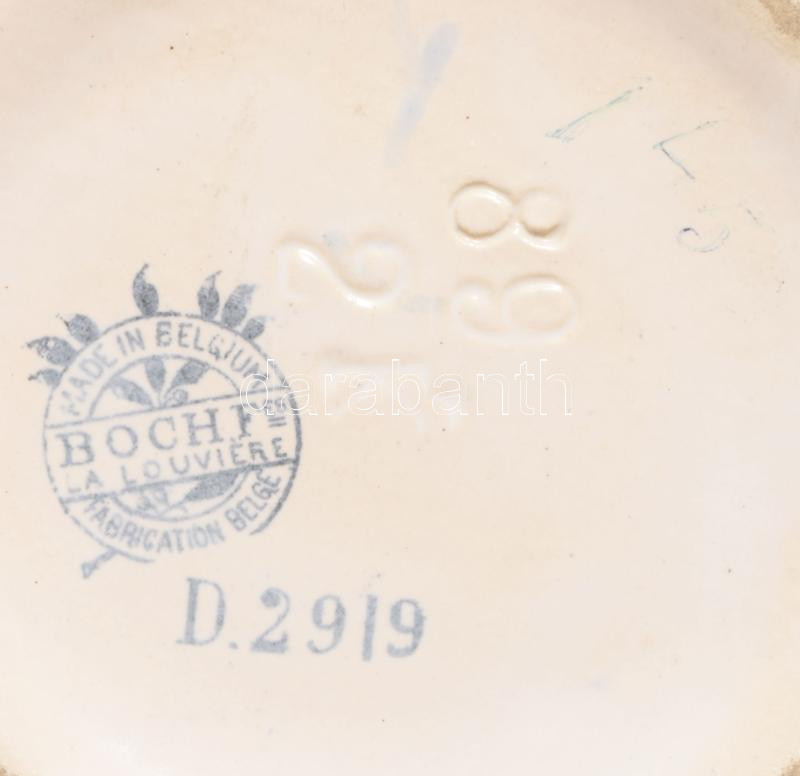 MADE IN BELGIUM
BOCH F
LA LOUVIÈRE
FABRICATION BELGE
D.2919
darabanth